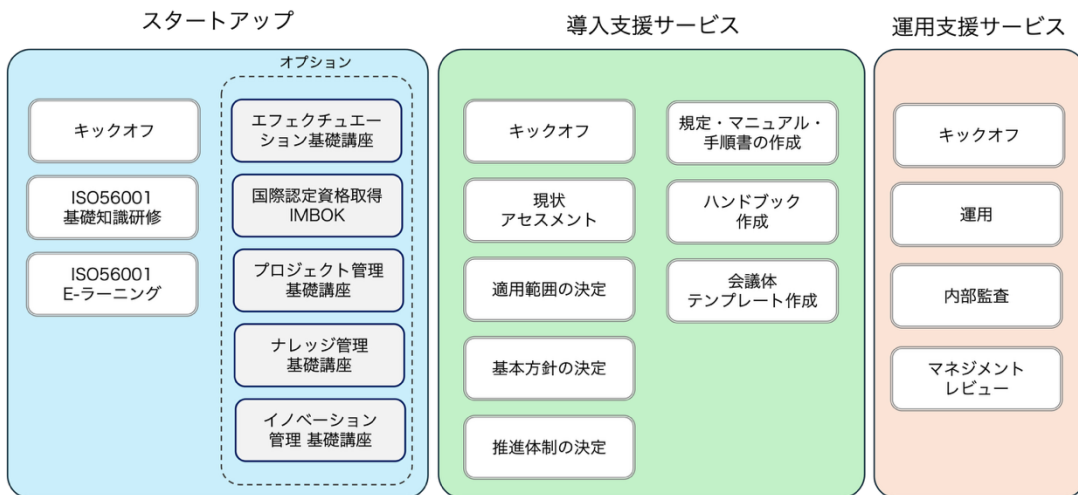 スタートアップ
キックオフ
ISO56001
基礎知識研修
ISO56001
E-ラーニング
オプション
エフェクチュエー
ション基礎講座
国際認定資格取得
IMBOK
プロジェクト管理
基礎講座
ナレッジ管理
基礎講座
イノベーション
管理 基礎講座
導入支援サービス
キックオフ
現状
アセスメント
適用範囲の決定
基本方針の決定
推進体制の決定
規定・マニュアル・
手順書の作成
ハンドブック
作成
会議体
テンプレート作成
運用支援サービス
キックオフ
運用
内部監査
マネジメント
レビュー